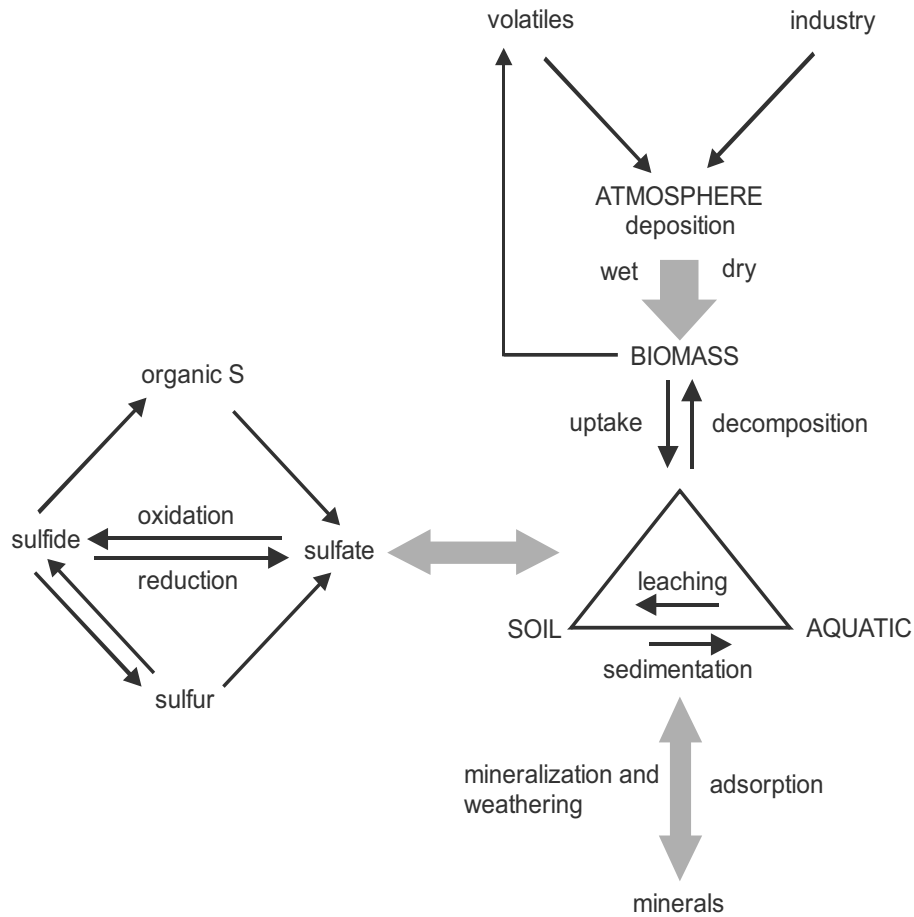 volatiles
industry
ATMOSPHERE
deposition
wet
dry
BIOMASS
uptake
decomposition
organic S
sulfide
oxidation
reduction
sulfate
sulfur
leaching
SOIL
AQUATIC
sedimentation
mineralization and
weathering
adsorption
minerals